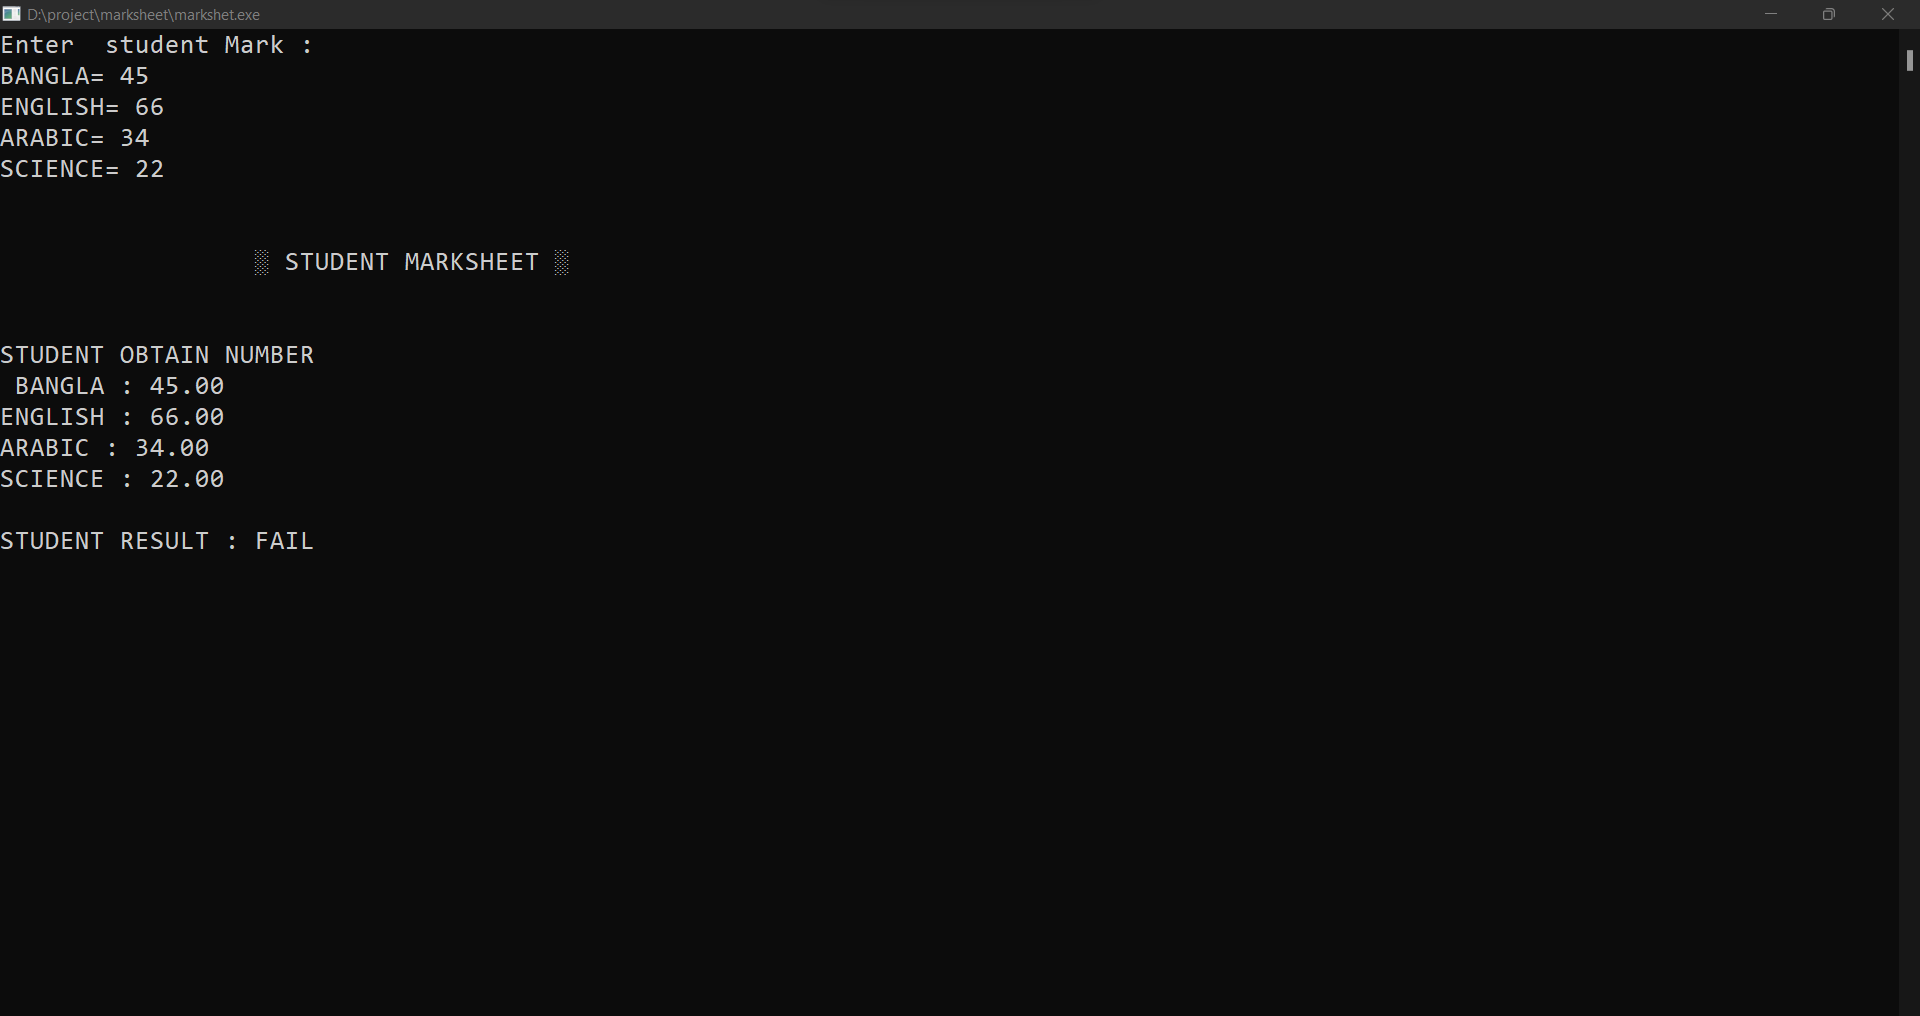 D:\project\marksheet\markshet.exe
Enter  student Mark :
BANGLA= 45
ENGLISH= 66
ARABIC= 34
SCIENCE= 22
░ STUDENT MARKSHEET ░
STUDENT OBTAIN NUMBER
 BANGLA : 45.00
ENGLISH : 66.00
ARABIC : 34.00
SCIENCE : 22.00
STUDENT RESULT : FAIL